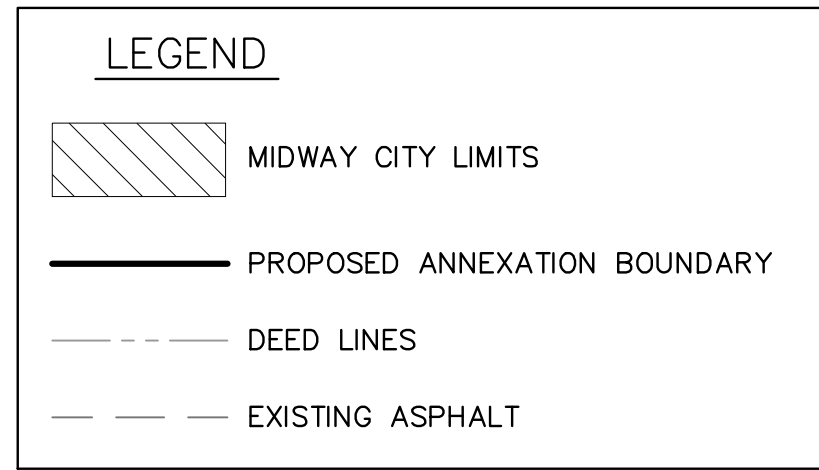 LEGEND
MIDWAY CITY LIMITS
PROPOSED ANNEXATION BOUNDARY
DEED LINES
EXISTING ASPHALT